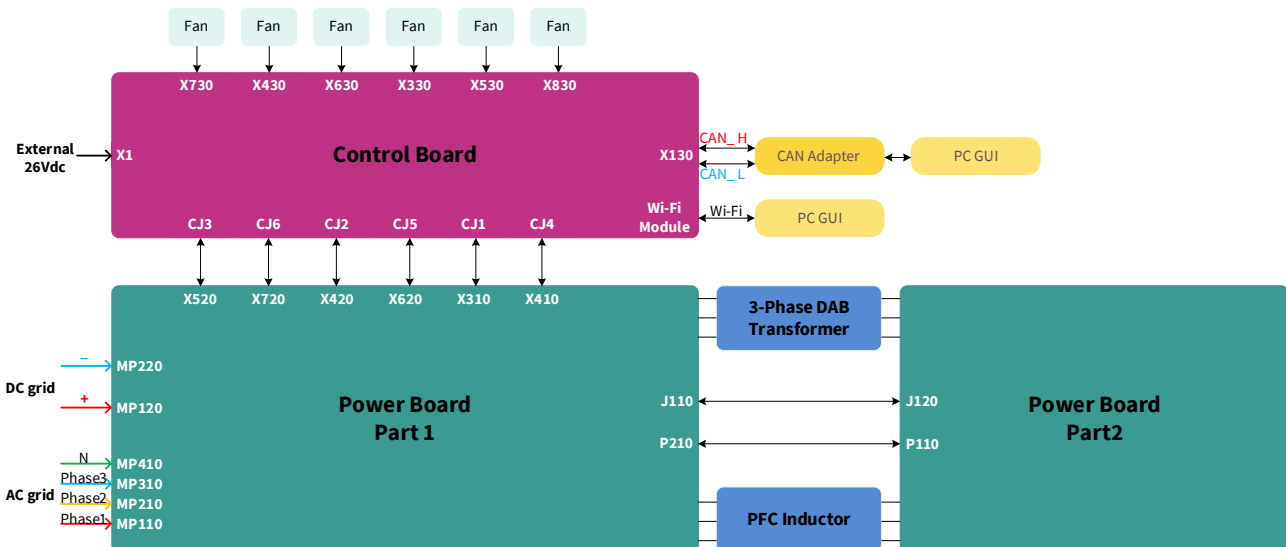 Fan Fan Fan Fan Fan Fan
X730 X430 X630 X330 X530 X830
External
26Vdc
X1
Control Board
X130
CAN_ H
CAN_ L
CAN Adapter
PC GUI
Wi-Fi
Module
Wi-Fi
PC GUI
CJ3 CJ6 CJ2 CJ5 CJ1 CJ4
X520 X720 X420 X620 X310 X410
3-Phase DAB
Transformer
DC grid
– MP220
+ MP120
Power Board
Part 1
J110 J120
P210 P110
Power Board
Part2
AC grid
N MP410
Phase3 MP310
Phase2 MP210
Phase1 MP110
PFC Inductor